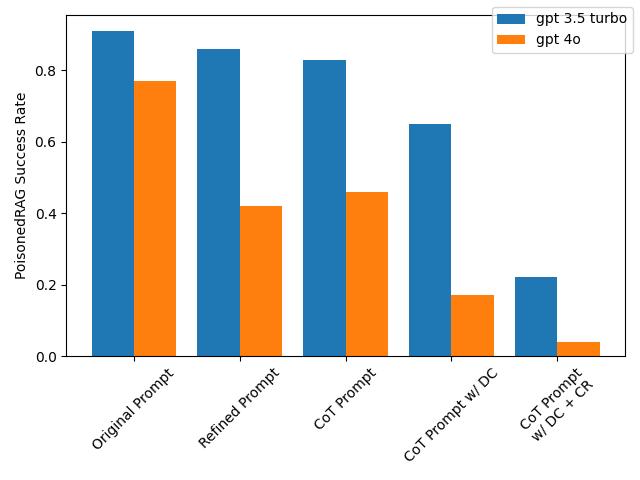 gpt 3.5 turbo
gpt 4o
PoisonedRAG Success Rate
0.8
0.6
0.4
0.2
0.0
Original Prompt
Refined Prompt
CoT Prompt
CoT Prompt w/ DC
CoT Prompt
w/ DC + CR